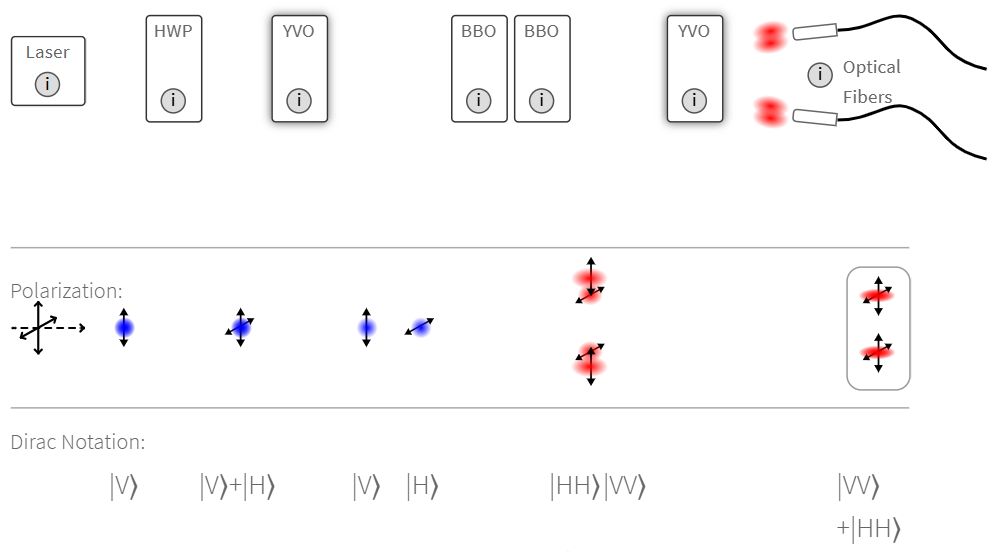 Laser
i
HWP
i
YVO
i
BBO
i
BBO
i
YVO
i
i
Optical
Fibers
Polarization:
Dirac Notation:
|V⟩
|V⟩+|H⟩
|V⟩
|H⟩
|HH⟩|VV⟩
|VV⟩
+|HH⟩